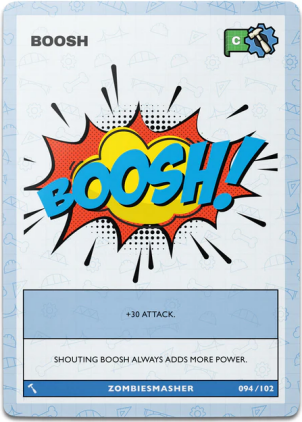 BOOSH
C
BOOSH!
+30 ATTACK.
SHOUTING BOOSH ALWAYS ADDS MORE POWER.
ZOMBIESMASHER 094/102